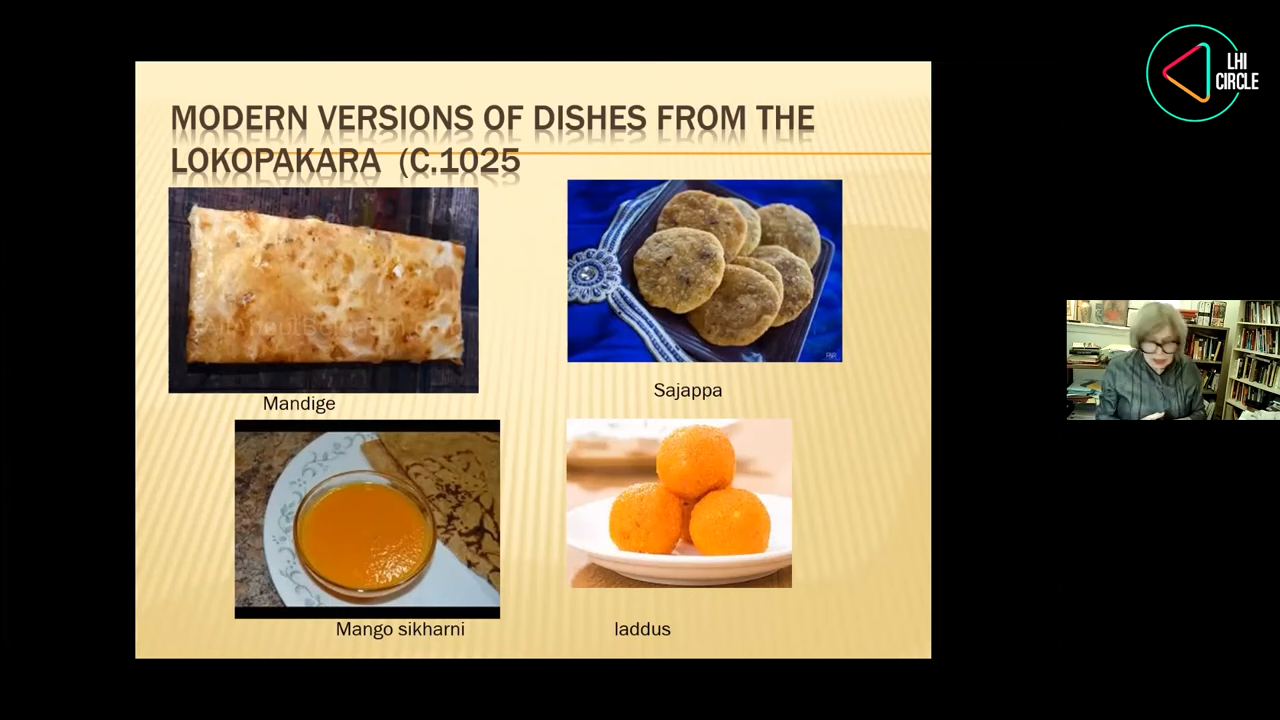 MODERN VERSIONS OF DISHES FROM THE
LOKOPAKARA (C.1025
Mandige
Sajappa
Mango sikharni
laddus
LHI
CIRCLE